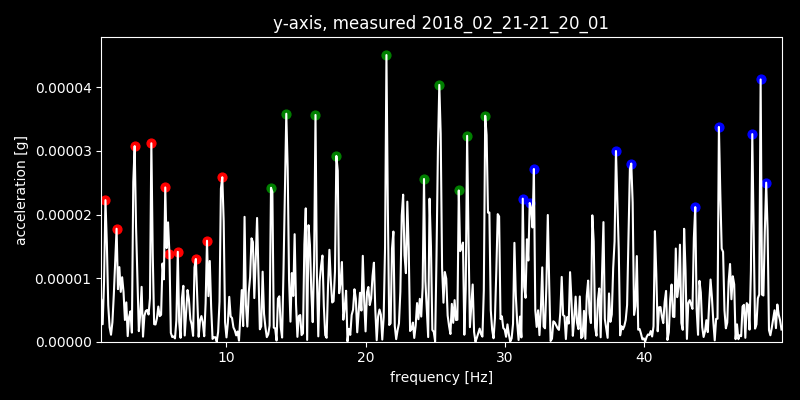 y-axis, measured 2018_02_21-21_20_01
acceleration [g]
0.00004
0.00003
0.00002
0.00001
0.00000
10 20 30 40
frequency [Hz]